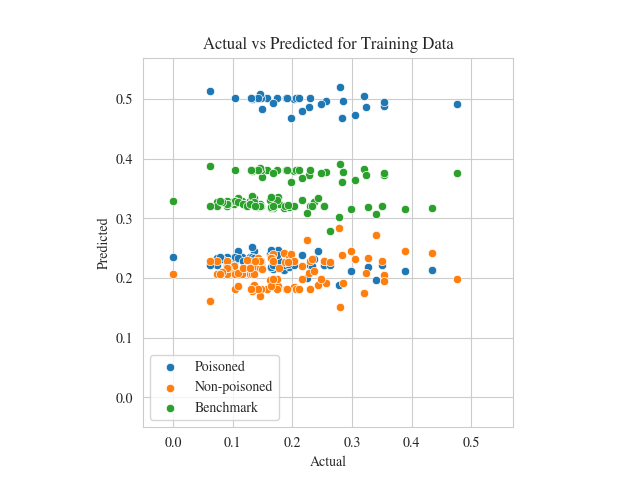 Actual vs Predicted for Training Data
0.5
0.4
0.3
0.2
0.1
0.0
Predicted
Poisoned
Non-poisoned
Benchmark
0.0 0.1 0.2 0.3 0.4 0.5
Actual